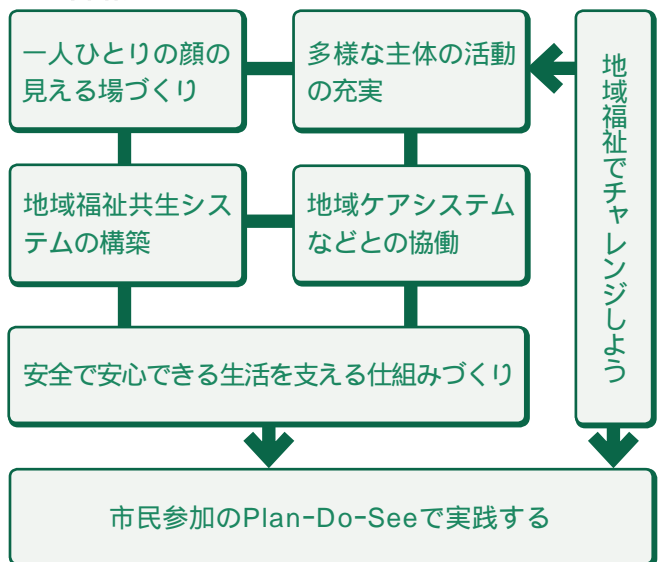 一人ひとりの顔の
見える場づくり
多様な主体の活動
の充実
地域福祉でチャレンジしよう
地域福祉共生シス
テムの構築
地域ケアシステム
などとの協働
安全で安心できる生活を支える仕組みづくり
市民参加のPlan-Do-Seeで実践する